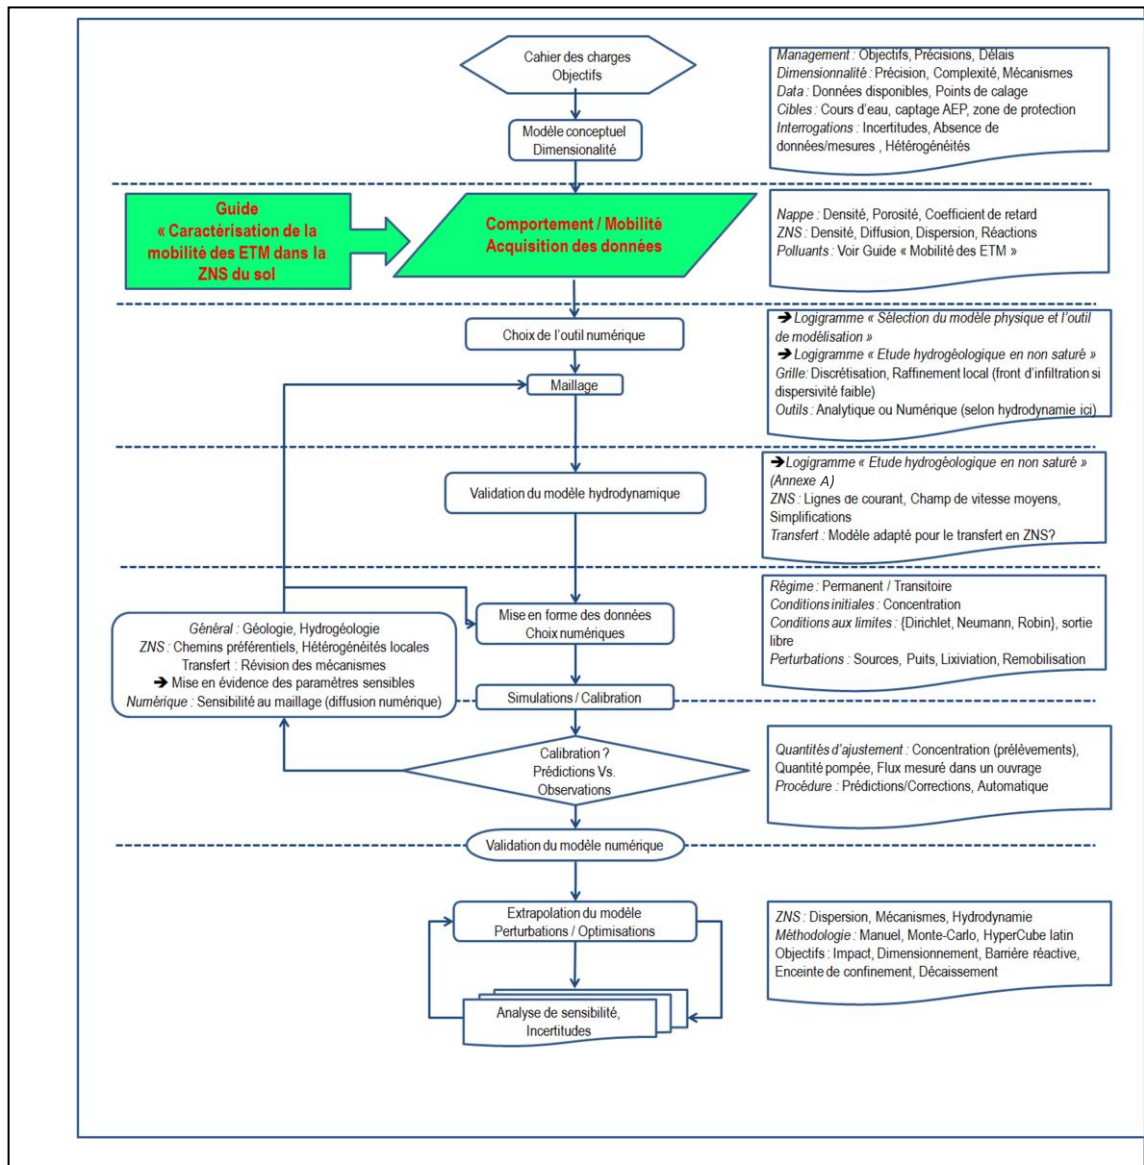 Cahier des charges
Objectifs
Management : Objectifs, Précisions, Délais
Dimensionnalité : Précision, Complexité, Mécanismes
Data : Données disponibles, Points de calage
Cibles : Cours d'eau, captage AEP, zone de protection
Interrogations : Incertitudes, Absence de
données/mesures , Hétérogénéités
Modèle conceptuel
Dimensionalité
Guide
« Caractérisation de la
mobilité des ETM dans la
ZNS du sol
Comportement / Mobilité
Acquisition des données
Nappe : Densité, Porosité, Coefficient de retard
ZNS : Densité, Diffusion, Dispersion, Réactions
Polluants : Voir Guide « Mobilité des ETM »
Choix de l'outil numérique
Maillage
➔ Logigramme « Sélection du modèle physique et l'outil
de modélisation »
➔ Logigramme « Etude hydrogéologique en non saturé »
Grille: Discrétisation, Raffinement local (front d'infiltration si
dispersivité faible)
Outils : Analytique ou Numérique (selon hydrodynamie ici)
Validation du modèle hydrodynamique
➔Logigramme « Etude hydrogéologique en non saturé »
(Annexe A)
ZNS : Lignes de courant, Champ de vitesse moyens,
Simplifications
Transfert : Modèle adapté pour le transfert en ZNS?
Mise en forme des données
Choix numériques
Régime : Permanent / Transitoire
Conditions initiales : Concentration
Conditions aux limites : {Dirichlet, Neumann, Robin}, sortie
libre
Perturbations : Sources, Puits, Lixiviation, Remobilisation
Général : Géologie, Hydrogéologie
ZNS : Chemins préférentiels, Hétérogénéités locales
Transfert : Révision des mécanismes
➔ Mise en évidence des paramètres sensibles
Numérique : Sensibilité au maillage (diffusion numérique)
Simulations / Calibration
Calibration ?
Prédictions Vs.
Observations
Quantités d'ajustement : Concentration (prélèvements),
Quantité pompée, Flux mesuré dans un ouvrage
Procédure : Prédictions/Corrections, Automatique
Validation du modèle numérique
Extrapolation du modèle
Perturbations / Optimisations
ZNS : Dispersion, Mécanismes, Hydrodynamie
Méthodologie : Manuel, Monte-Carlo, HyperCube latin
Objectifs : Impact, Dimensionnement, Barrière réactive,
Enceinte de confinement, Décaissement
Analyse de sensibilité,
Incertitudes